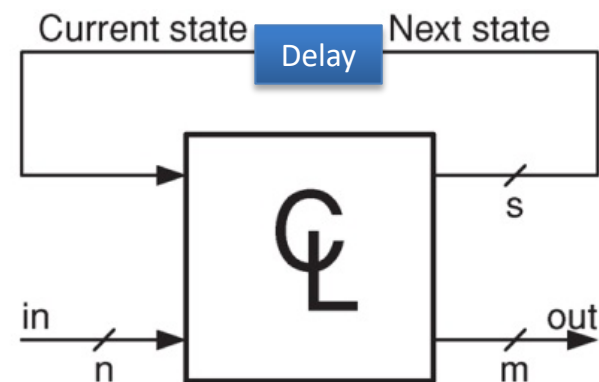 Current state
Delay
Next state
CL
s
in
out
n
m